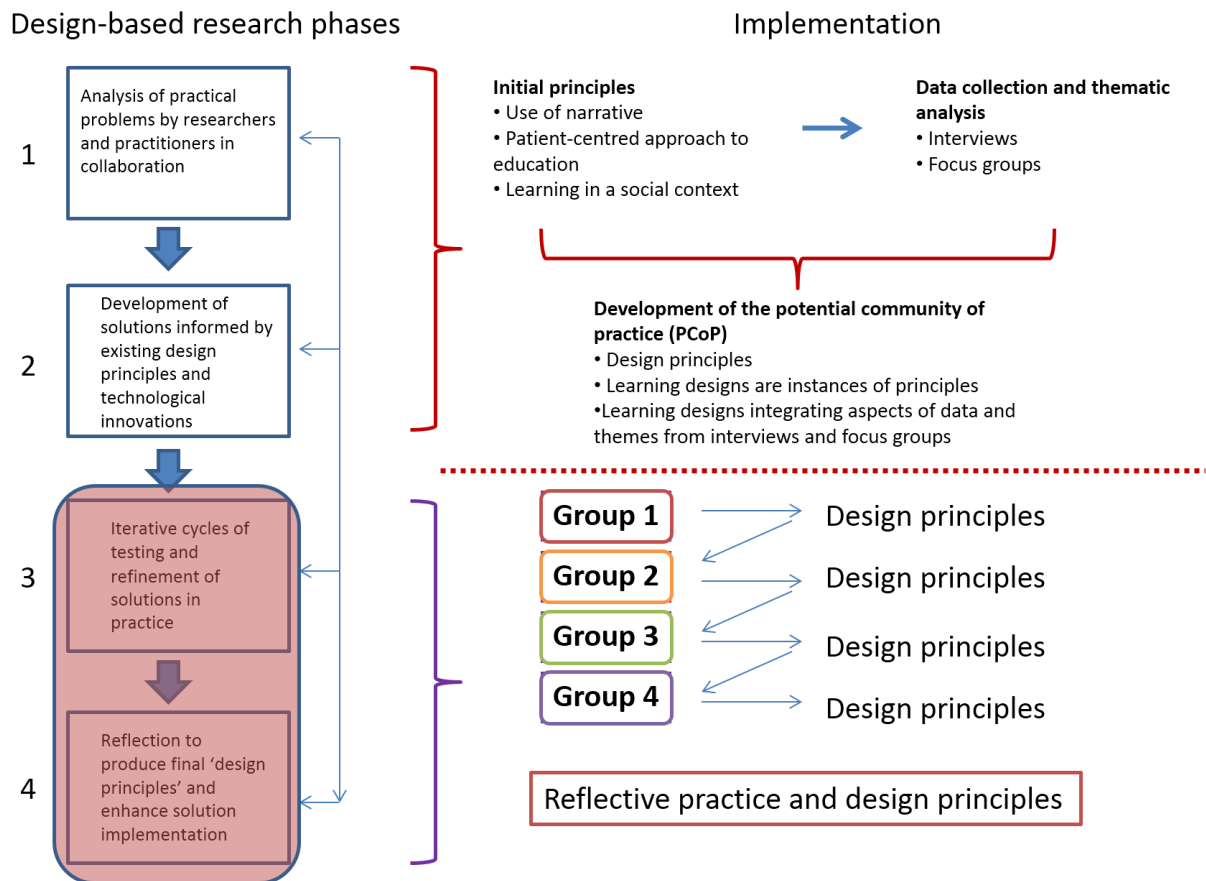 Design-based research phases
1
Analysis of practical
problems by researchers
and practitioners in
collaboration
2
Development of
solutions informed by
existing design
principles and
technological
innovations
3
Iterative cycles of
testing and
refinement of
solutions in
practice
4
Reflection to
produce final ‘design
principles’ and
enhance solution
implementation
Implementation
Initial principles
• Use of narrative
• Patient-centred approach to
education
• Learning in a social context
Data collection and thematic
analysis
• Interviews
• Focus groups
Development of the potential community of
practice (PCoP)
• Design principles
• Learning designs are instances of principles
•Learning designs integrating aspects of data and
themes from interviews and focus groups
Group 1
Design principles
Group 2
Design principles
Group 3
Design principles
Group 4
Design principles
Reflective practice and design principles